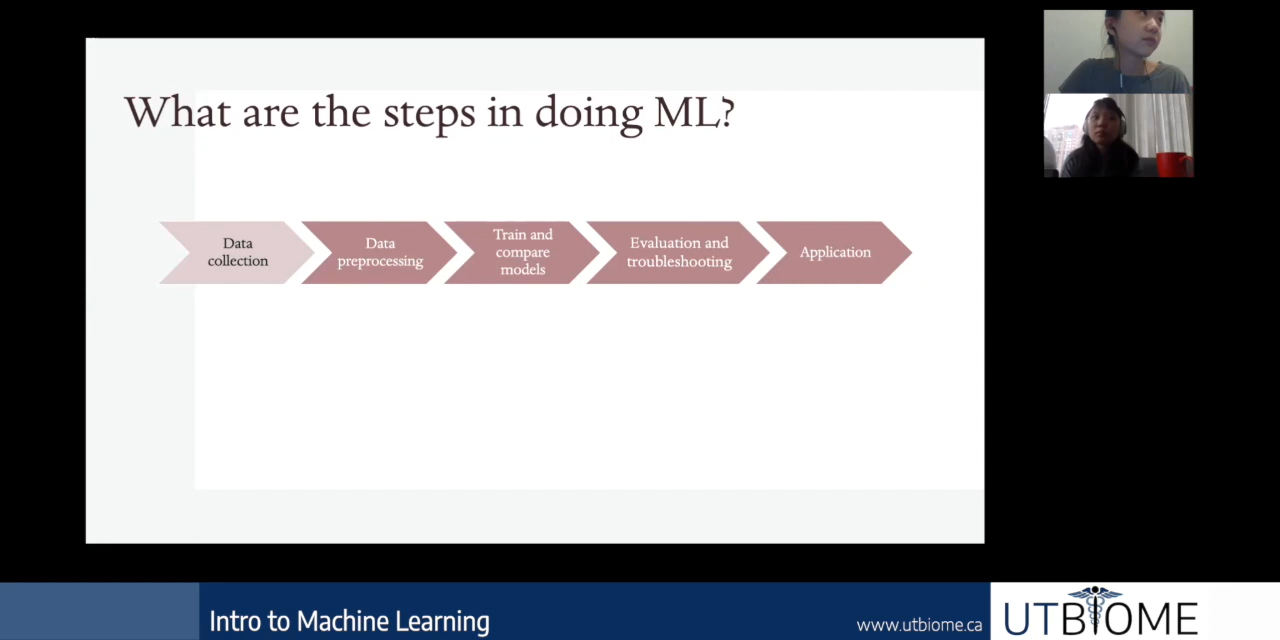 What are the steps in doing ML?
Data
collection
Data
preprocessing
Train and
compare
models
Evaluation and
troubleshooting
Application
Intro to Machine Learning
www.utbiome.ca
UTBIOME